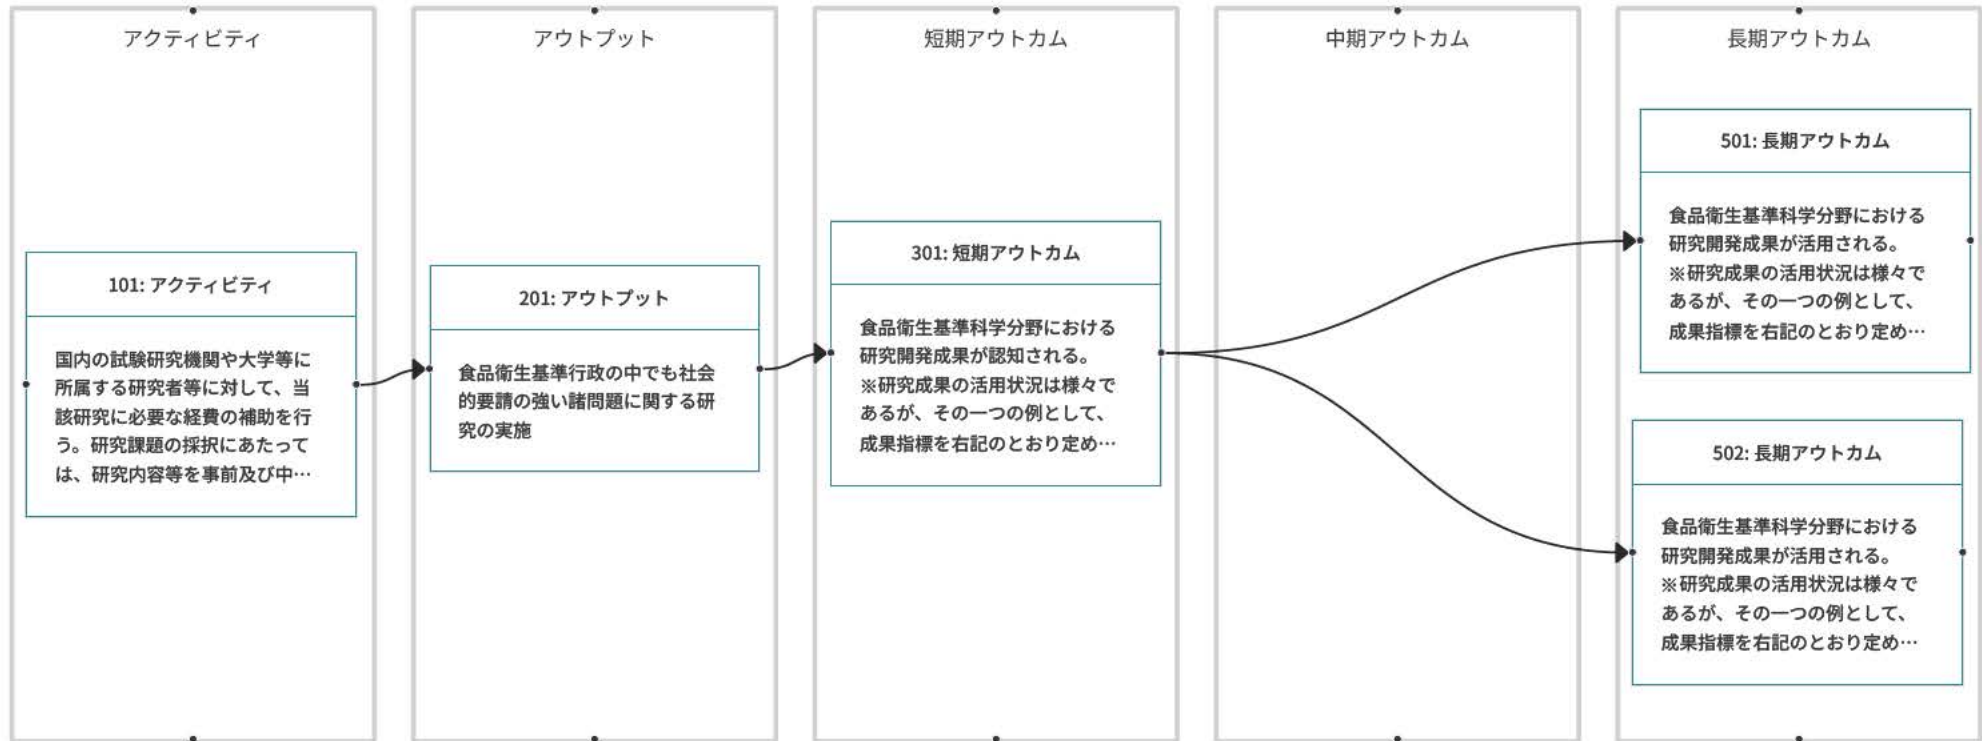 アクティビティ
アウトプット
短期アウトカム
中期アウトカム
長期アウトカム
101: アクティビティ
国内の試験研究機関や大学等に
所属する研究者等に対して、当
該研究に必要な経費の補助を行
う。研究課題の採択にあたって
は、研究内容等を事前及び中…
201: アウトプット
食品衛生基準行政の中でも社会
的要請の強い諸問題に関する研
究の実施
301: 短期アウトカム
食品衛生基準科学分野における
研究開発成果が認知される。
※研究成果の活用状況は様々で
あるが、その一つの例として、
成果指標を右記のとおり定め…
501: 長期アウトカム
食品衛生基準科学分野における
研究開発成果が活用される。
※研究成果の活用状況は様々で
あるが、その一つの例として、
成果指標を右記のとおり定め…
502: 長期アウトカム
食品衛生基準科学分野における
研究開発成果が活用される。
※研究成果の活用状況は様々で
あるが、その一つの例として、
成果指標を右記のとおり定め…